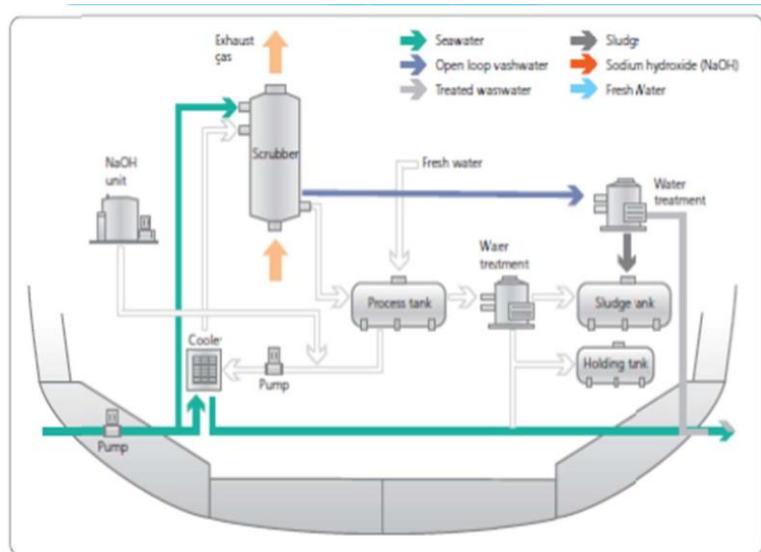 Exhaust
gas
Seawater
Open loop vashwater
Treated waswater
Sludge
Sodium hydroxide (NaOH)
Fresh Water
NaOH
unit
Scrubber
Fresh water
Water
treatment
Waer
treatment
Process tank
Sludge tank
Cooler
Pump
Holding tank
Pump